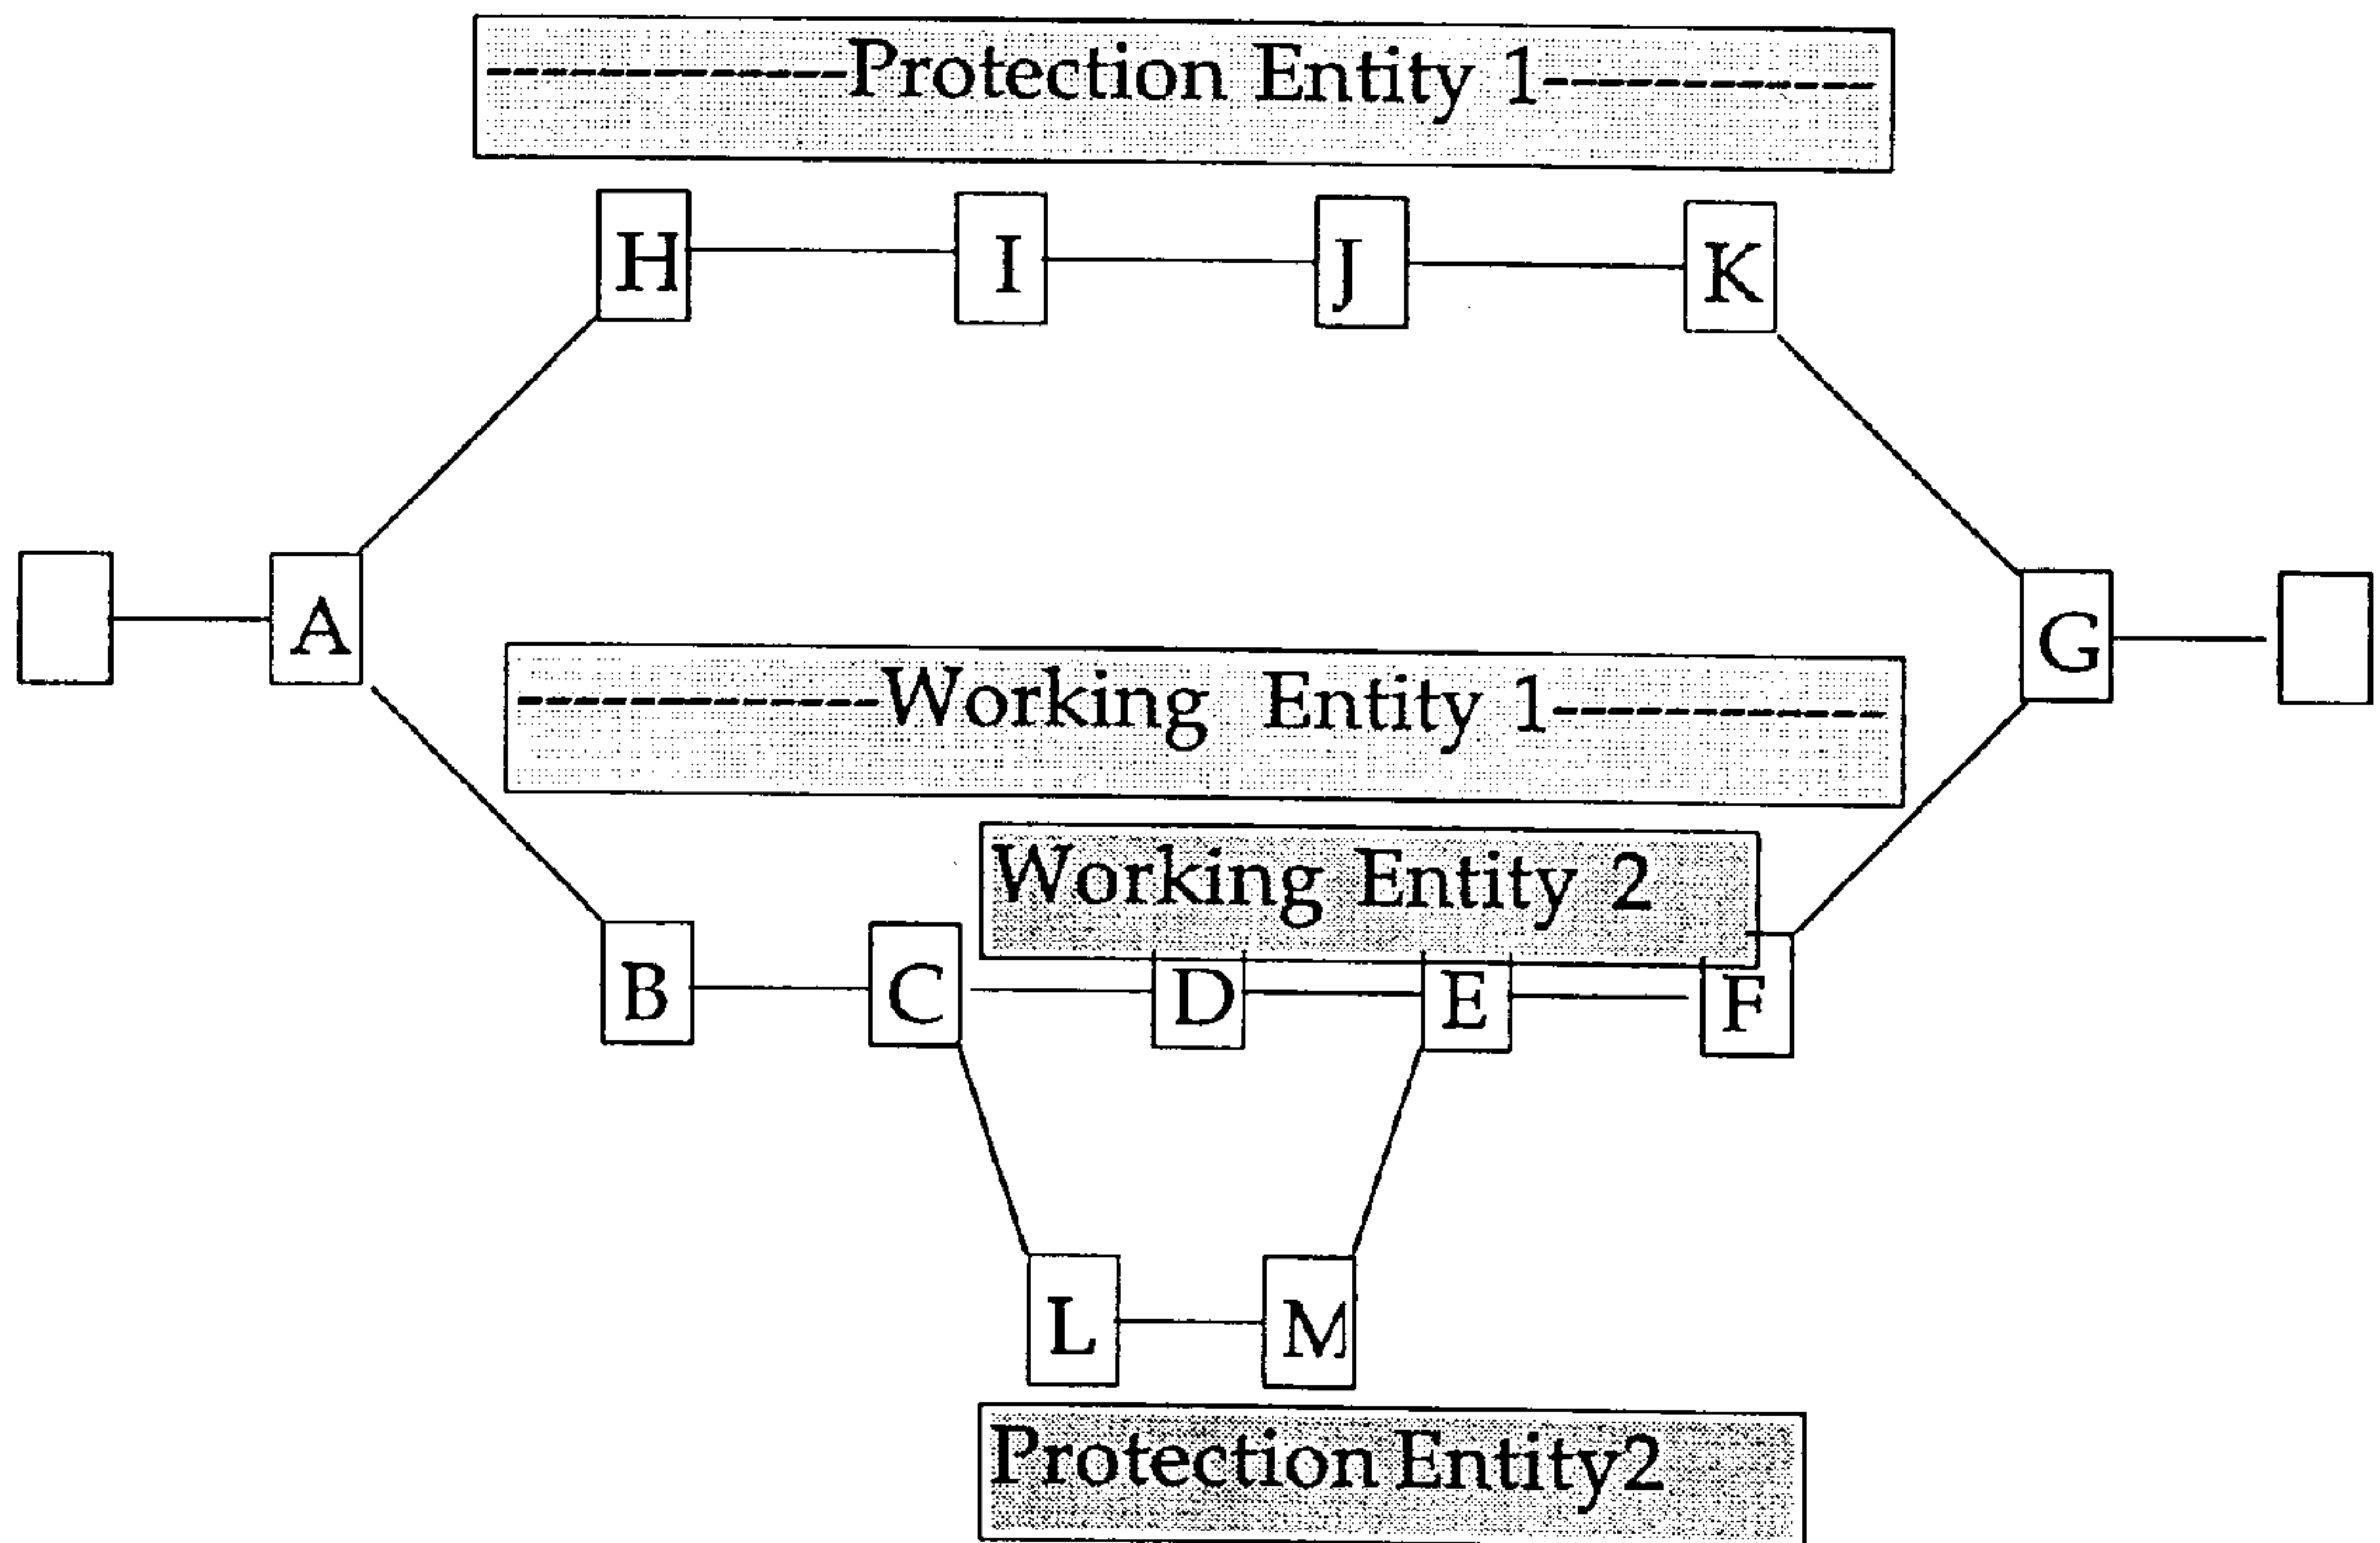 ----------Protection Entity 1----------
H I J K
A G
----------Working Entity 1----------
Working Entity 2
B C D E F
L M
Protection Entity2